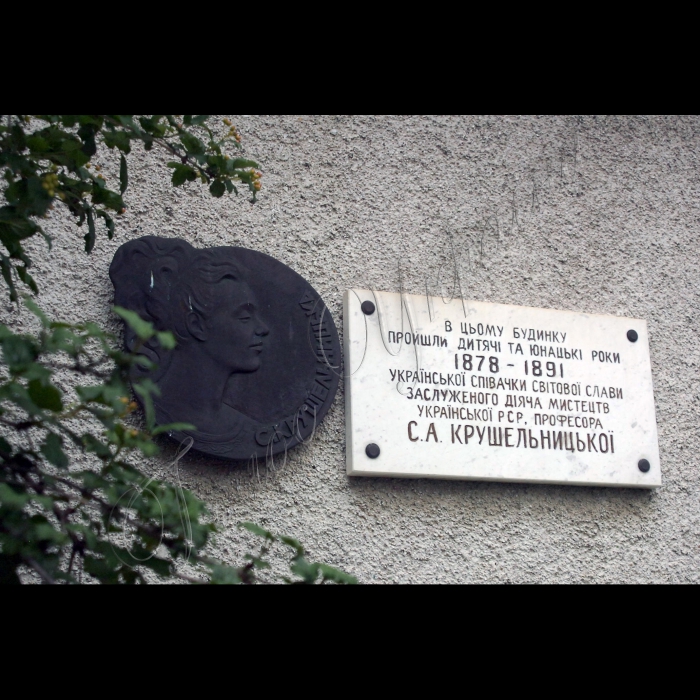 В ЦЬОМУ БУДИНКУ
ПРОЙШЛИ ДИТЯЧІ ТА ЮНАЦЬКІ РОКИ
1878 - 1891
УКРАЇНСЬКОЇ СПІВАЧКИ СВІТОВОЇ СЛАВИ
ЗАСЛУЖЕНОГО ДІЯЧА МИСТЕЦТВ
УКРАЇНСЬКОЇ РСР, ПРОФЕСОРА
С.А. КРУШЕЛЬНИЦЬКОЇ